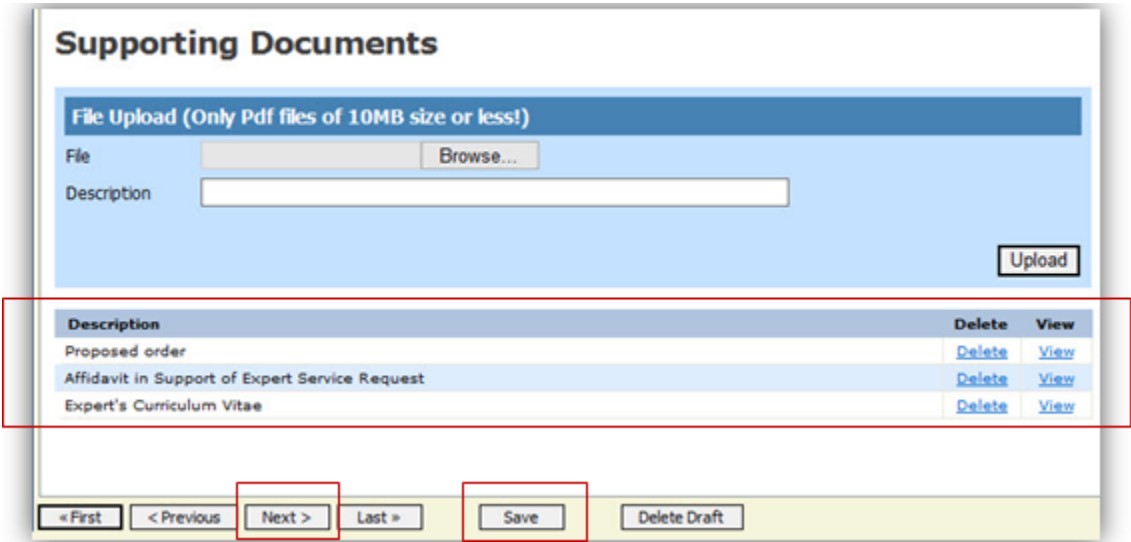 Supporting Documents
File Upload (Only Pdf files of 10MB size or less!)
File Browse...
Description
Upload
Description Delete View
Proposed order Delete View
Affidavit in Support of Expert Service Request Delete View
Expert's Curriculum Vitae Delete View
« First < Previous Next > Last » Save Delete Draft